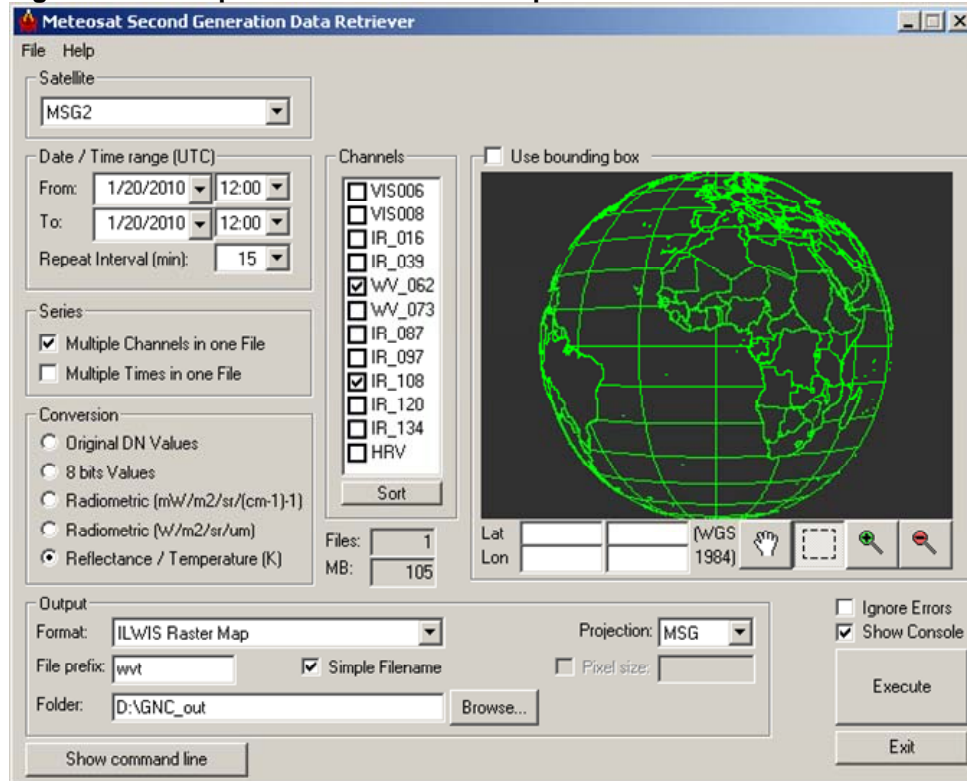 Meteosat Second Generation Data Retriever
File Help
Satellite
MSG2
Date / Time range (UTC)
From: 1/20/2010 12:00
To: 1/20/2010 12:00
Repeat Interval (min): 15
Series
Multiple Channels in one File
Multiple Times in one File
Conversion
Original DN Values
8 bits Values
Radiometric (mW/m2/sr/(cm-1)-1)
Radiometric (W/m2/sr/um)
Reflectance / Temperature (K)
Channels
VIS006
VIS008
IR_016
IR_039
WV_062
WV_073
IR_087
IR_097
IR_108
IR_120
IR_134
HRV
Sort
Files: 1
MB: 105
Use bounding box
Lat
Lon
(WGS
1984)
Output
Format: ILWIS Raster Map
Projection: MSG
File prefix: wvt
Simple Filename
Pixel size:
Folder: D:\GNC_out
Browse...
Ignore Errors
Show Console
Execute
Exit
Show command line